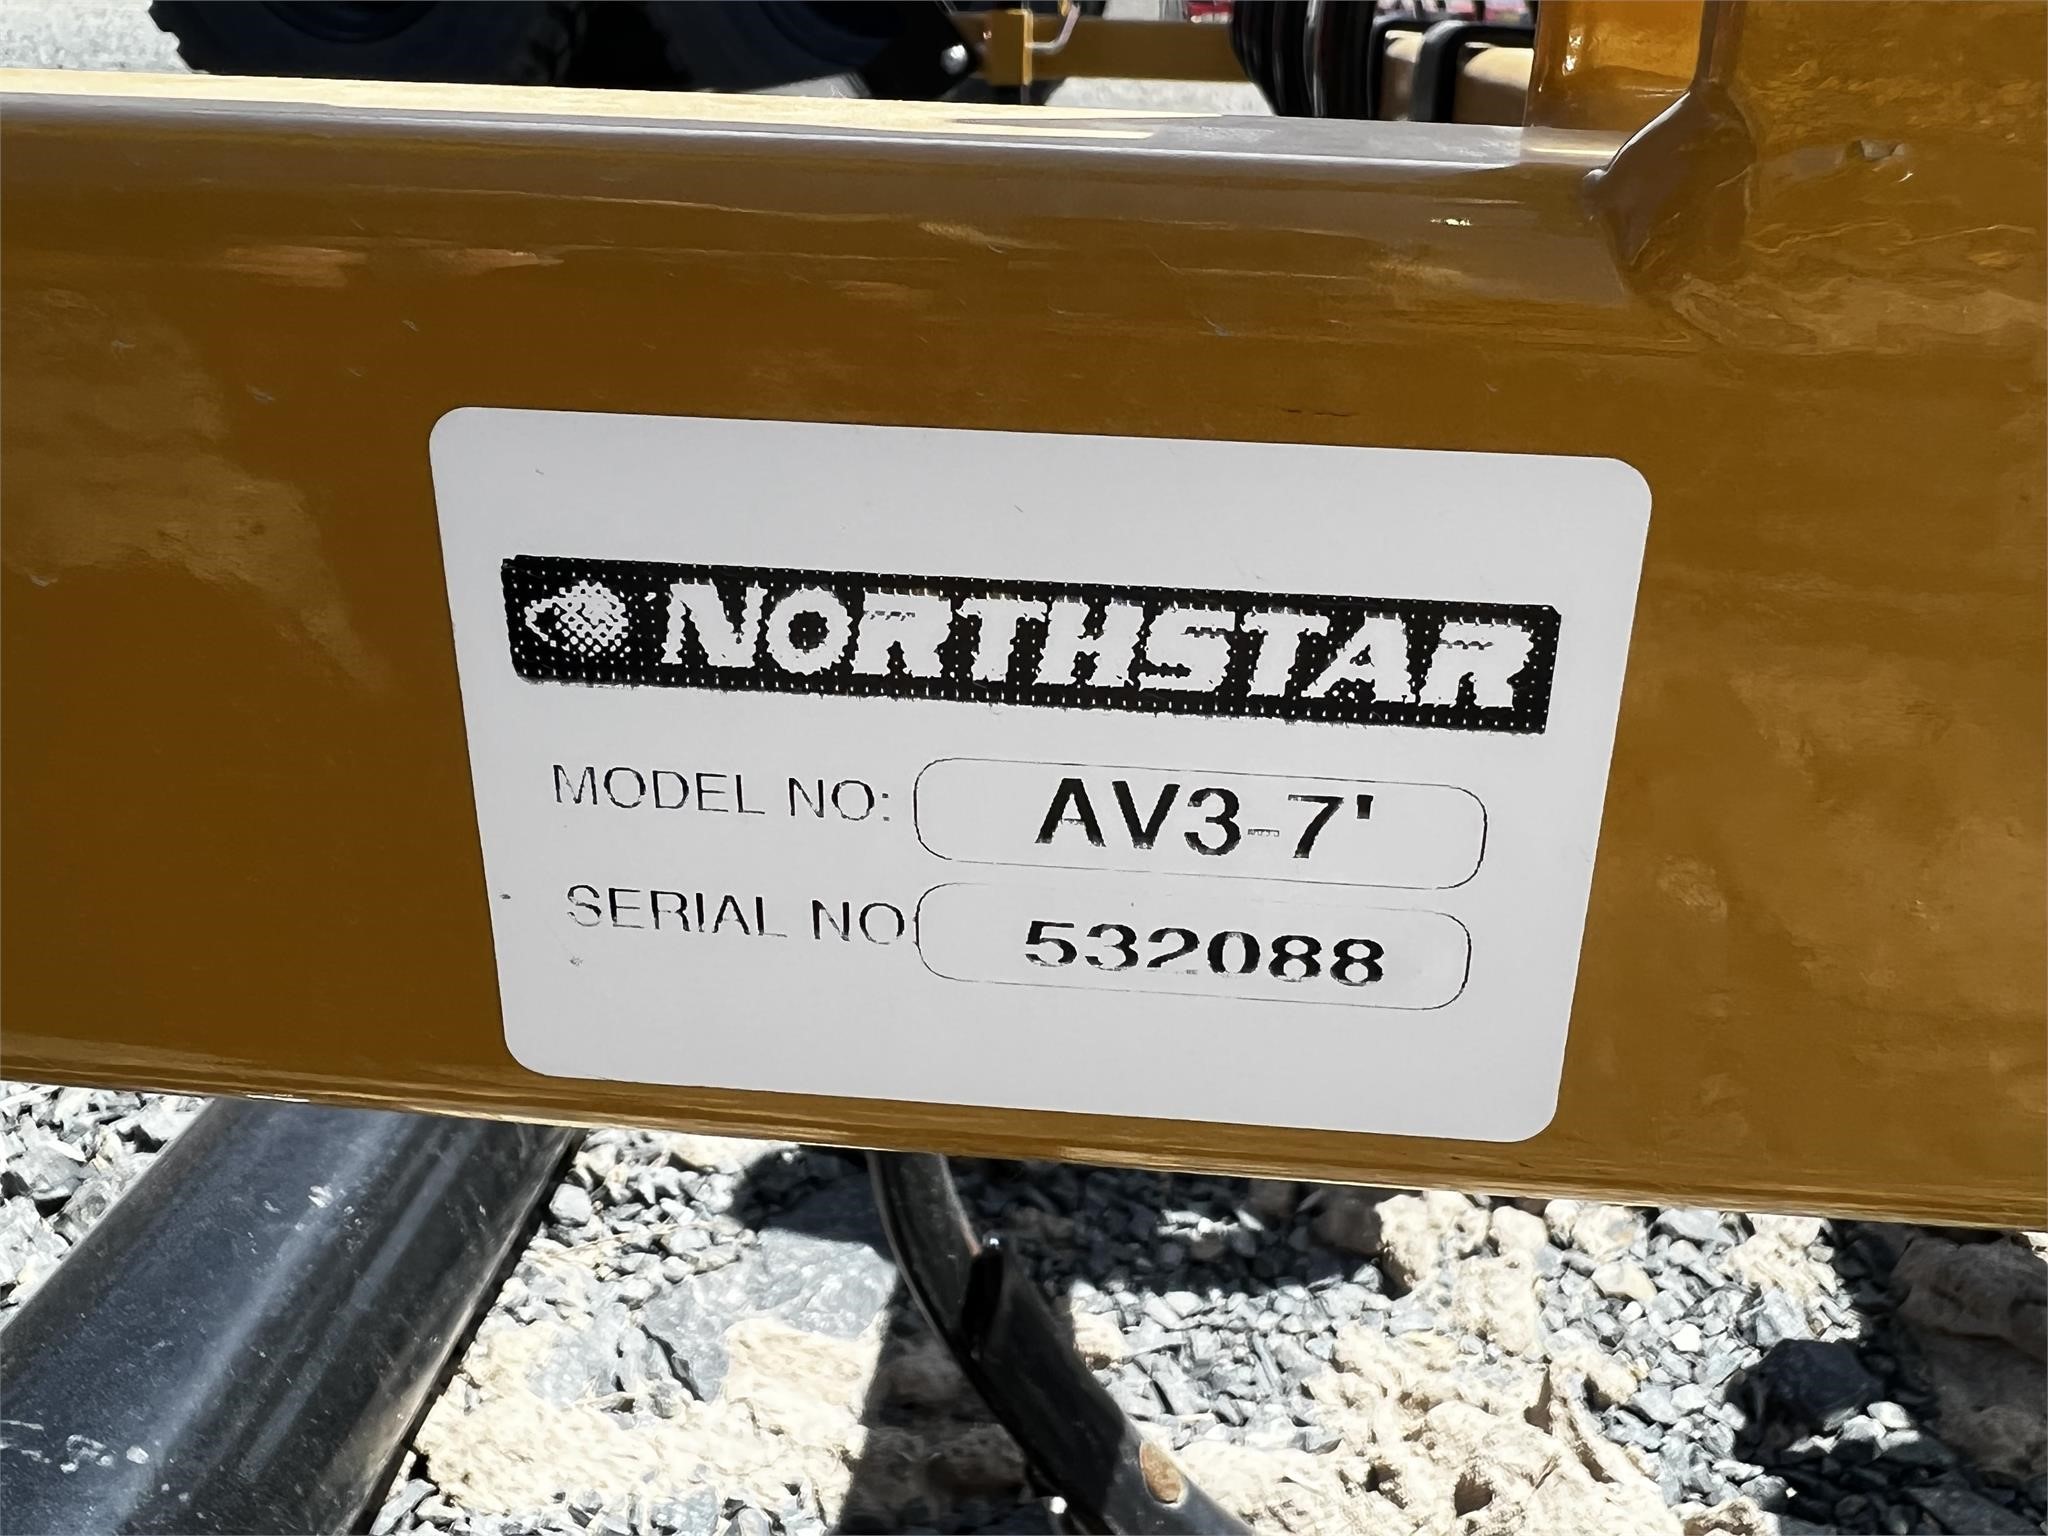 NORTHSTAR
MODEL NO: AV3-7'
SERIAL NO: 532088